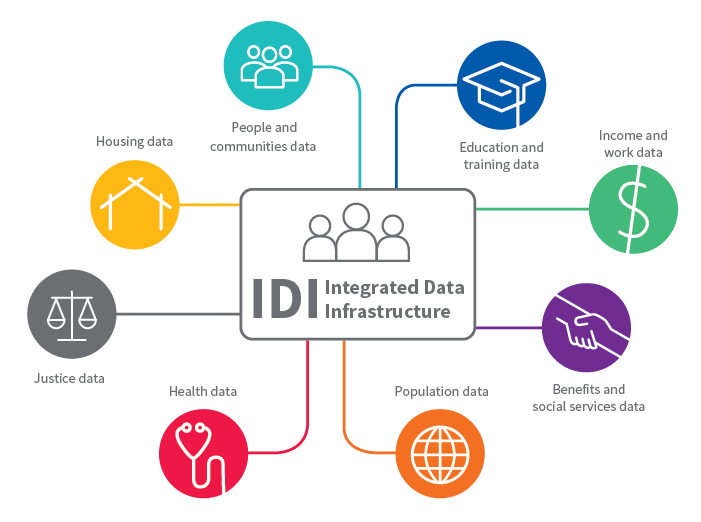 People and
communities data
Education and
training data
Income and
work data
Housing data
IDI Integrated Data
Infrastructure
Justice data
Benefits and
social services data
Health data
Population data